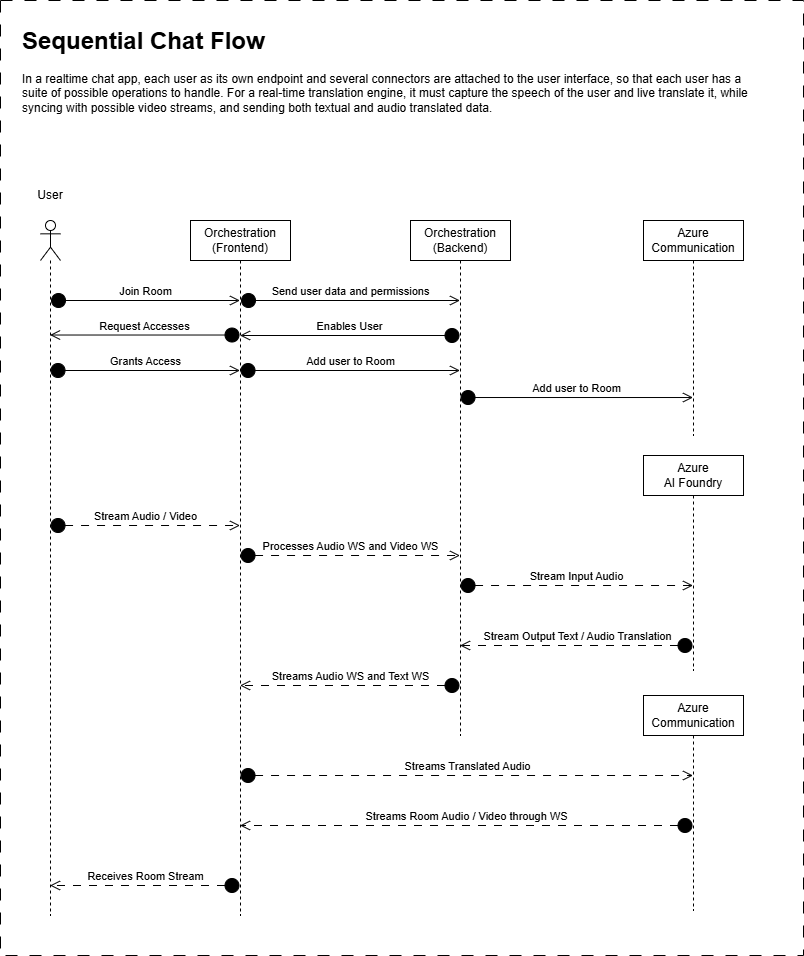 Sequential Chat Flow
In a realtime chat app, each user as its own endpoint and several connectors are attached to the user interface, so that each user has a
suite of possible operations to handle. For a real-time translation engine, it must capture the speech of the user and live translate it, while
syncing with possible video streams, and sending both textual and audio translated data.
User
Orchestration
(Frontend)
Orchestration
(Backend)
Azure
Communication
Join Room
Send user data and permissions
Request Accesses
Enables User
Grants Access
Add user to Room
Add user to Room
Azure
AI Foundry
Stream Audio / Video
Processes Audio WS and Video WS
Stream Input Audio
Stream Output Text / Audio Translation
Streams Audio WS and Text WS
Azure
Communication
Streams Translated Audio
Streams Room Audio / Video through WS
Receives Room Stream